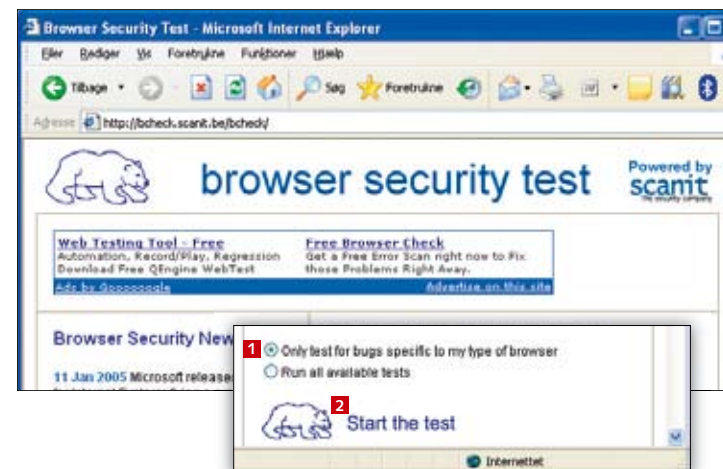 Browser Security Test - Microsoft Internet Explorer
Filer Rediger Vis Foretrukne Funktioner Hjælp
Tilbage Søg Foretrukne
Adresse http://bcheck.scanit.be/bcheck/
browser security test
Powered by
scanit
The security company
Web Testing Tool - Free
Automation, Record/Play, Regression
Download Free QEngine WebTest
Free Browser Check
Get a Free Error Scan right now to Fix
those Problems Right Away.
Ads by Goooooogle Advertise on this site
Browser Security New
11 Jan 2005 Microsoft release
1 Only test for bugs specific to my type of browser
Run all available tests
2 Start the test
Internettet